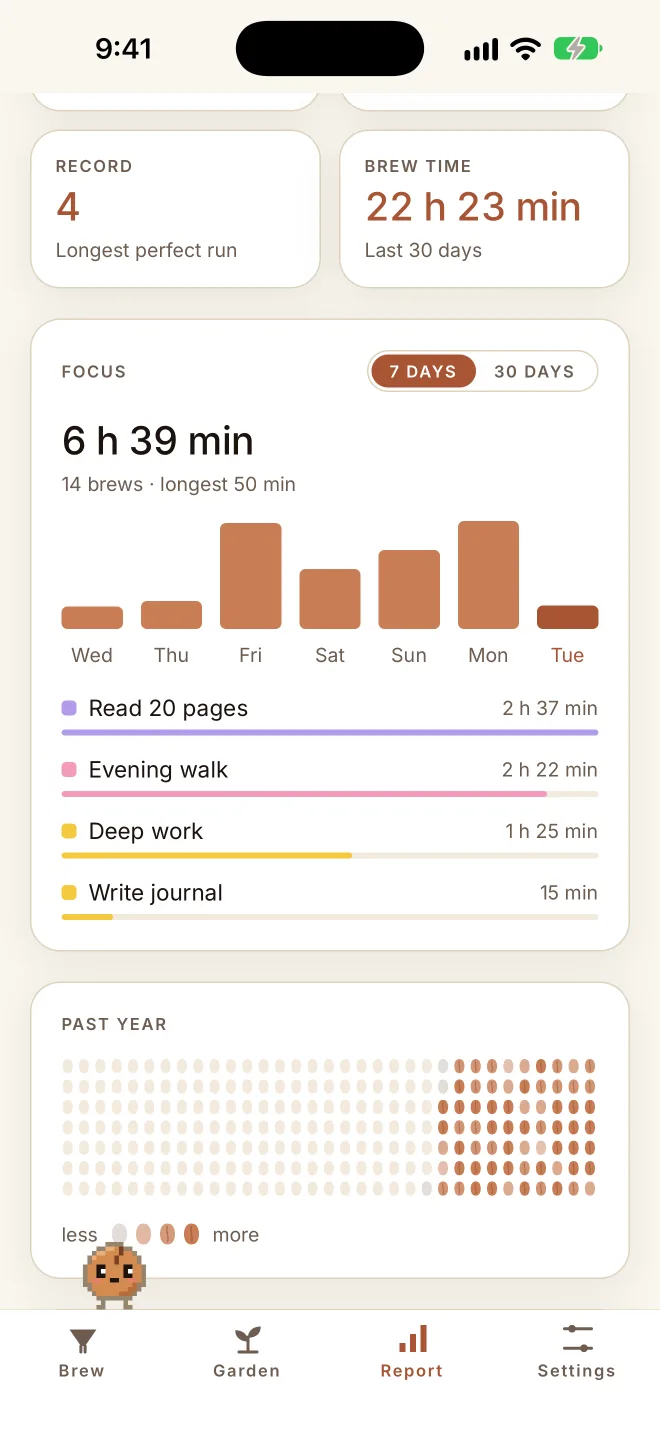 9:41
RECORD
4
Longest perfect run
BREW TIME
22 h 23 min
Last 30 days
FOCUS
7 DAYS 30 DAYS
6 h 39 min
14 brews · longest 50 min
Wed Thu Fri Sat Sun Mon Tue
Read 20 pages 2 h 37 min
Evening walk 2 h 22 min
Deep work 1 h 25 min
Write journal 15 min
PAST YEAR
less more
Brew Garden Report Settings